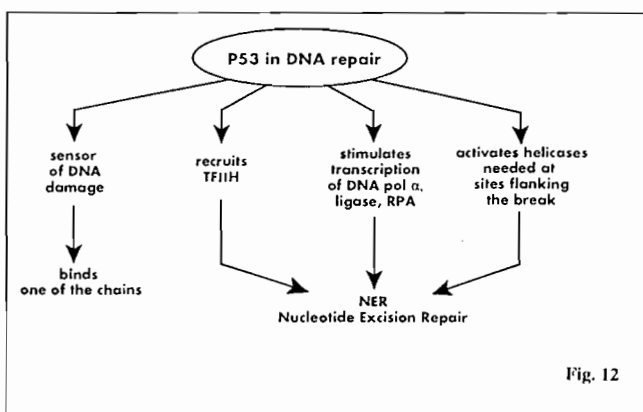 P53 in DNA repair
sensor
of DNA
damage
recruits
TFIIH
stimulates
transcription
of DNA pol α,
ligase, RPA
activates helicases
needed at
sites flanking
the break
binds
one of the chains
NER
Nucleotide Excision Repair
Fig. 12